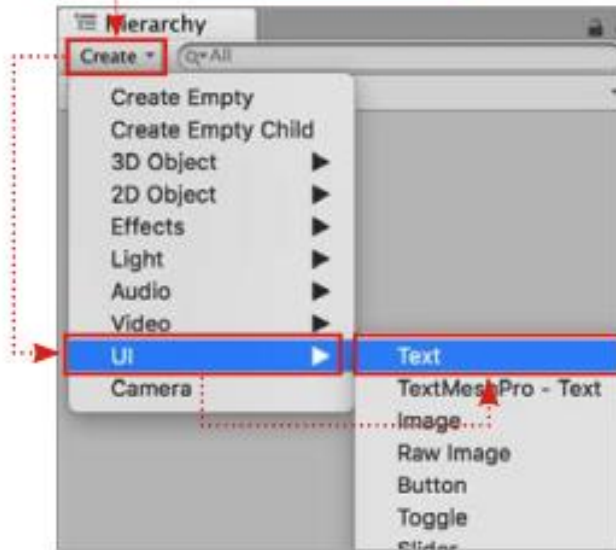 Hierarchy
Create
All
Create Empty
Create Empty Child
3D Object
2D Object
Effects
Light
Audio
Video
UI
Camera
Text
TextMeshPro - Text
Image
Raw Image
Button
Toggle
Slider